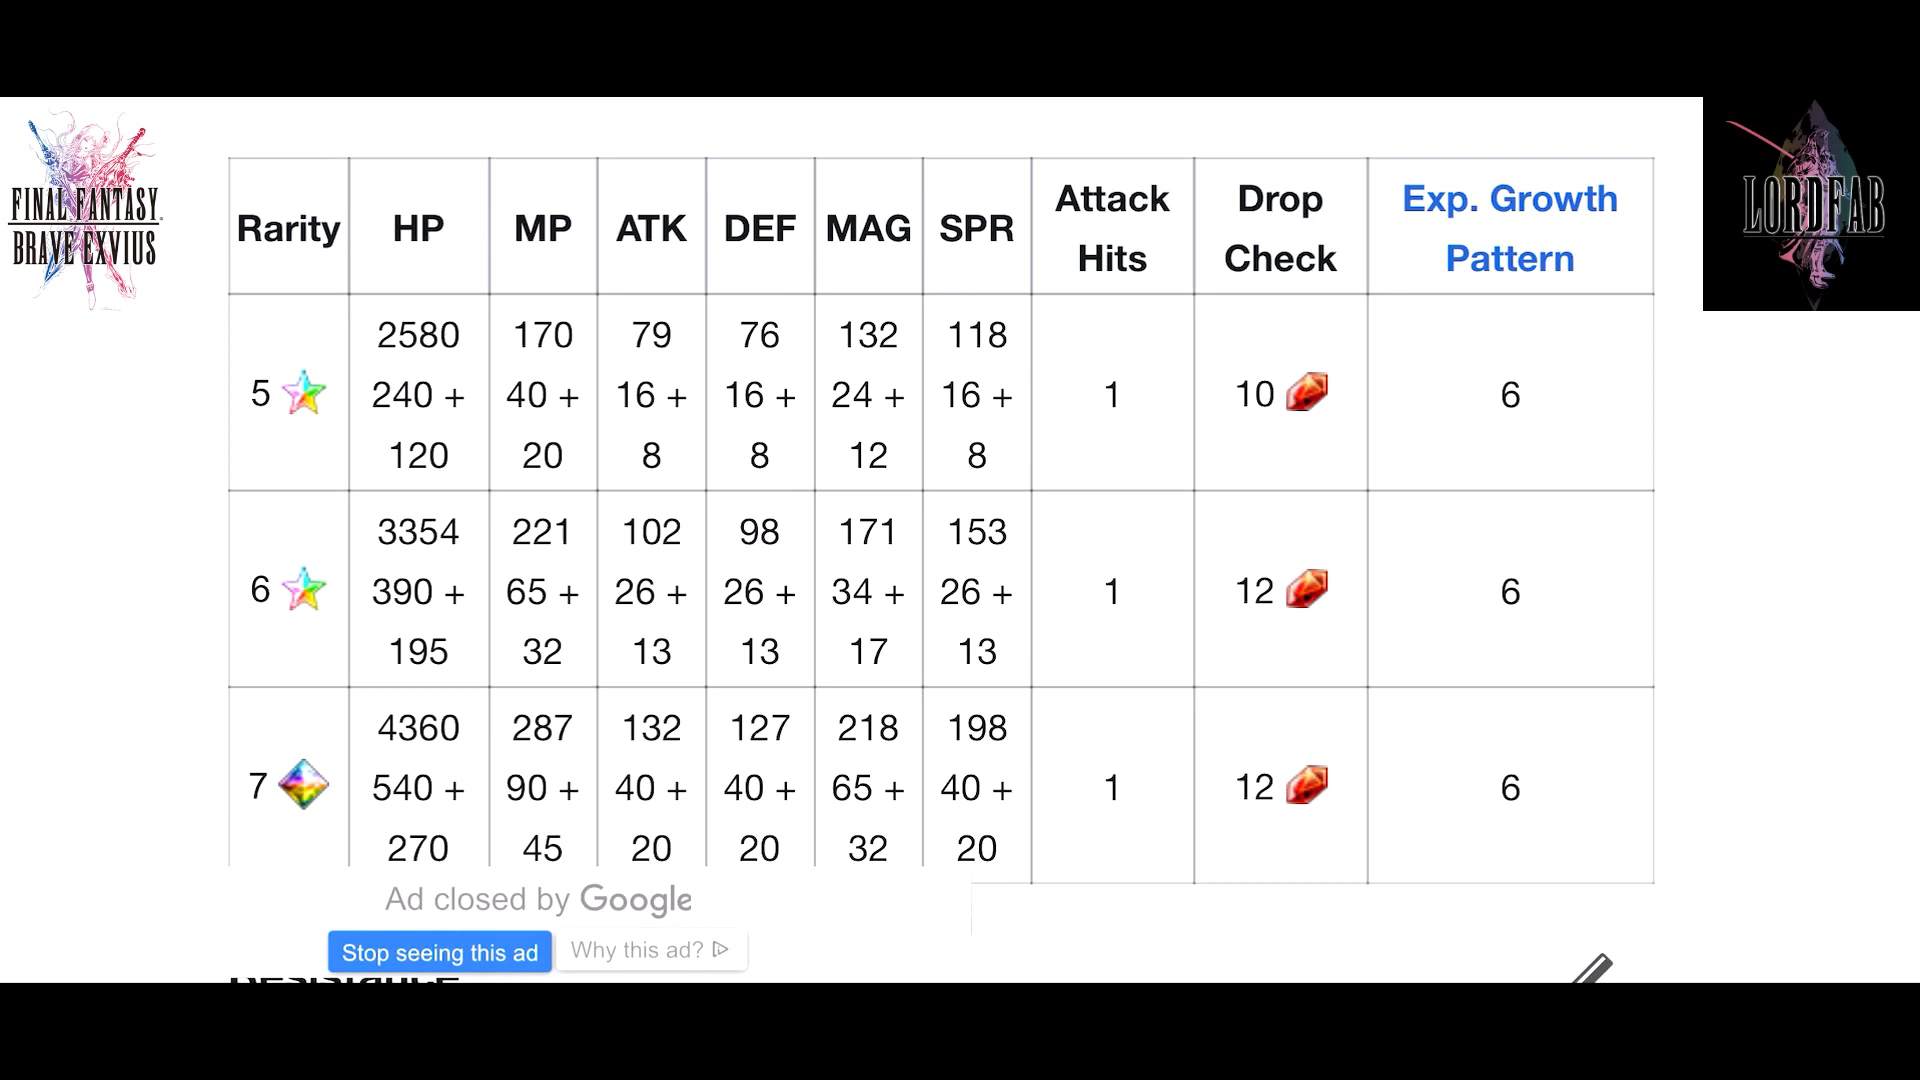 FINAL FANTASY
BRAVE EXVIUS
LORDFAB
Rarity HP MP ATK DEF MAG SPR Attack Hits Drop Check Exp. Growth Pattern
5 2580 170 79 76 132 118 1 10 6
240 + 40 + 16 + 16 + 24 + 16 +
120 20 8 8 12 8
6 3354 221 102 98 171 153 1 12 6
390 + 65 + 26 + 26 + 34 + 26 +
195 32 13 13 17 13
7 4360 287 132 127 218 198 1 12 6
540 + 90 + 40 + 40 + 65 + 40 +
270 45 20 20 32 20
Ad closed by Google
Stop seeing this ad Why this ad?
Resistance